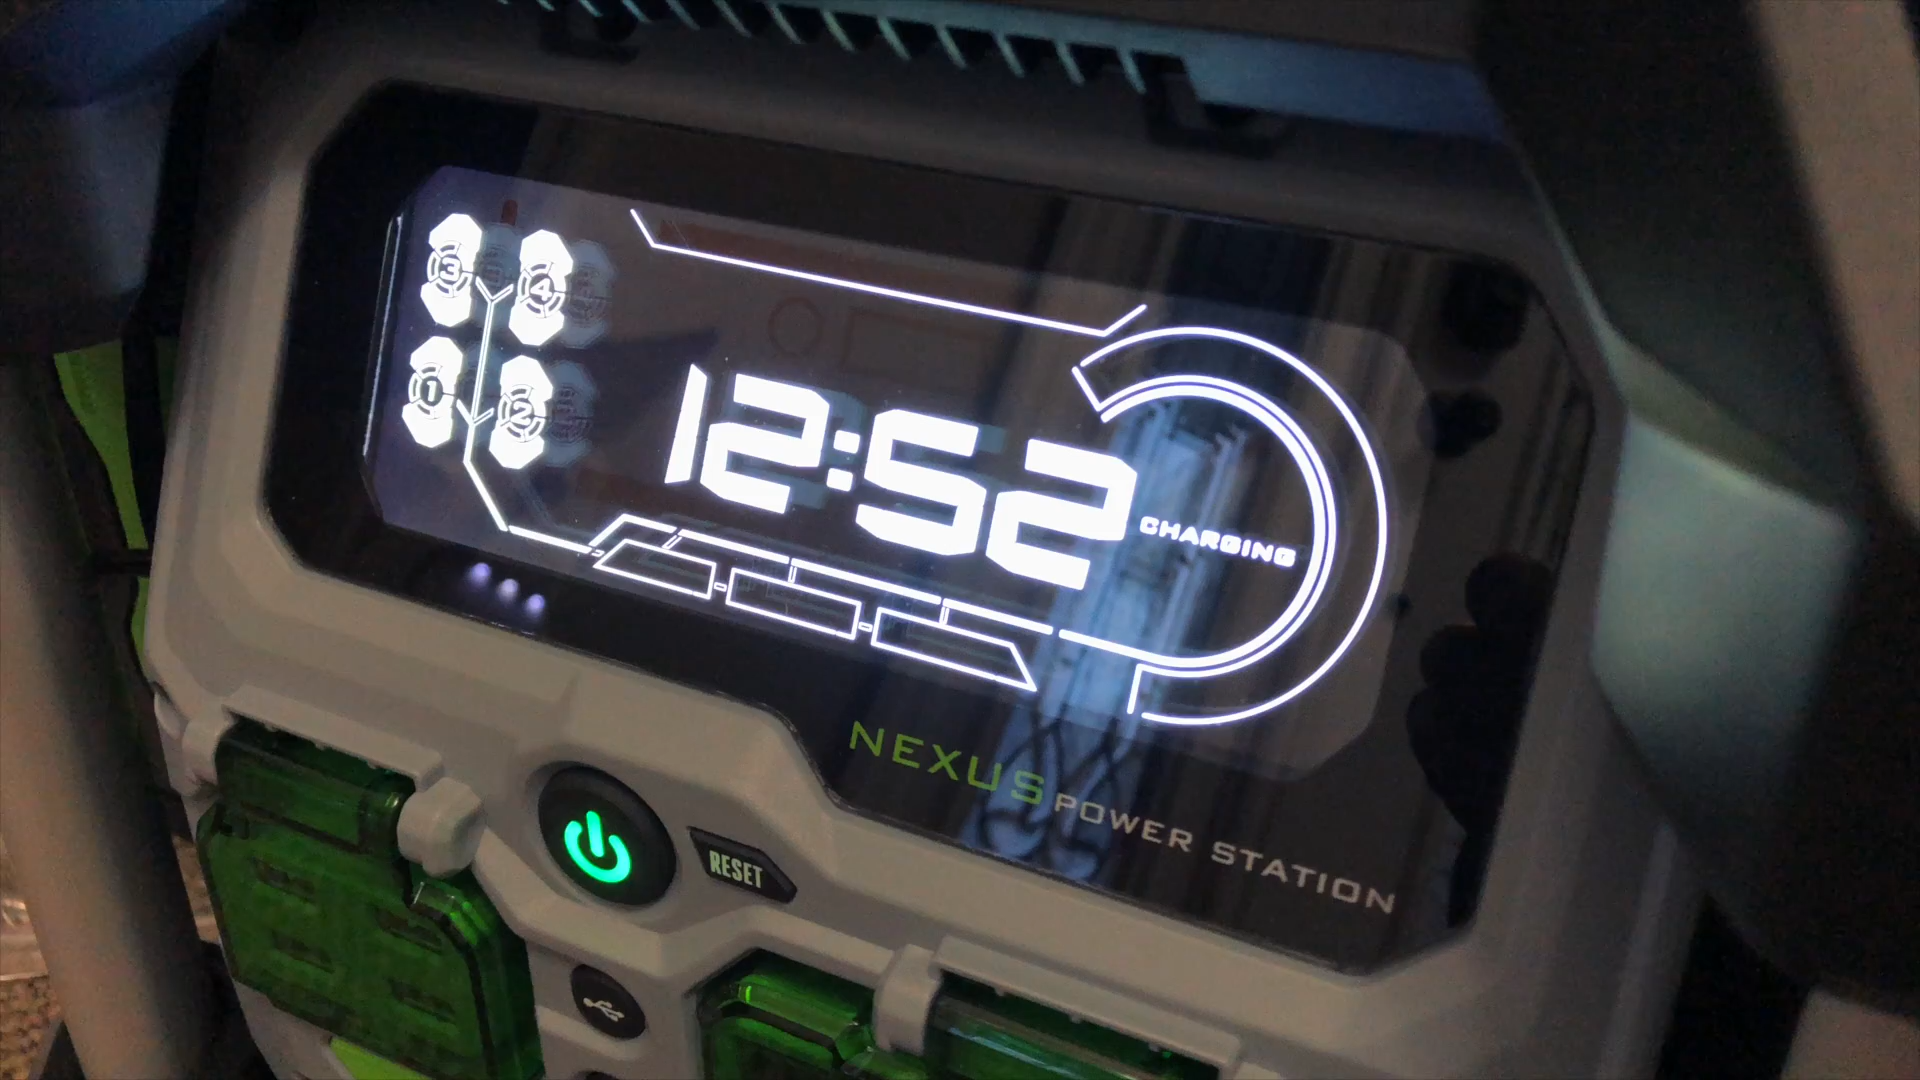 3 4
1 2
12:52
CHARGING
NEXUS POWER STATION
RESET